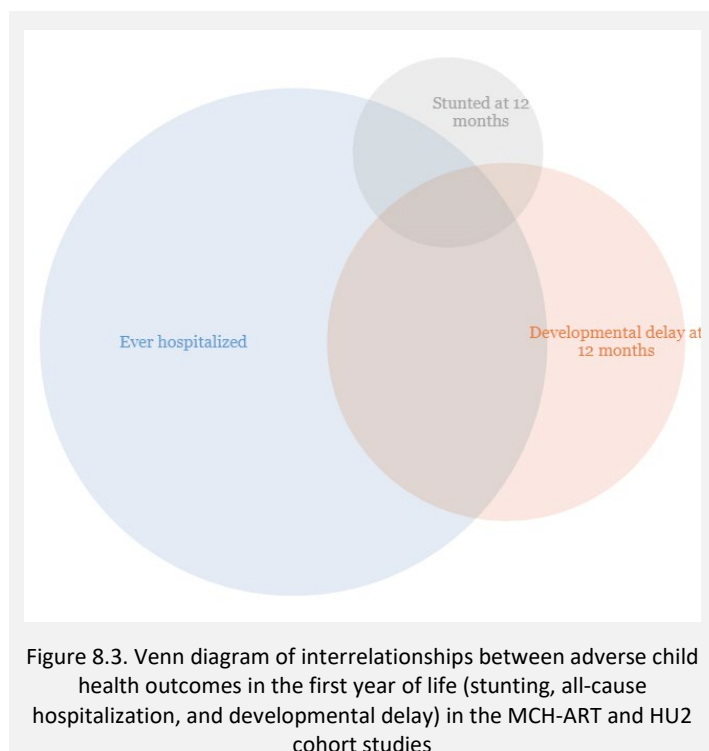 Stunted at 12
months
Ever hospitalized
Developmental delay at
12 months
Figure 8.3. Venn diagram of interrelationships between adverse child
health outcomes in the first year of life (stunting, all-cause
hospitalization, and developmental delay) in the MCH-ART and HU2
cohort studies